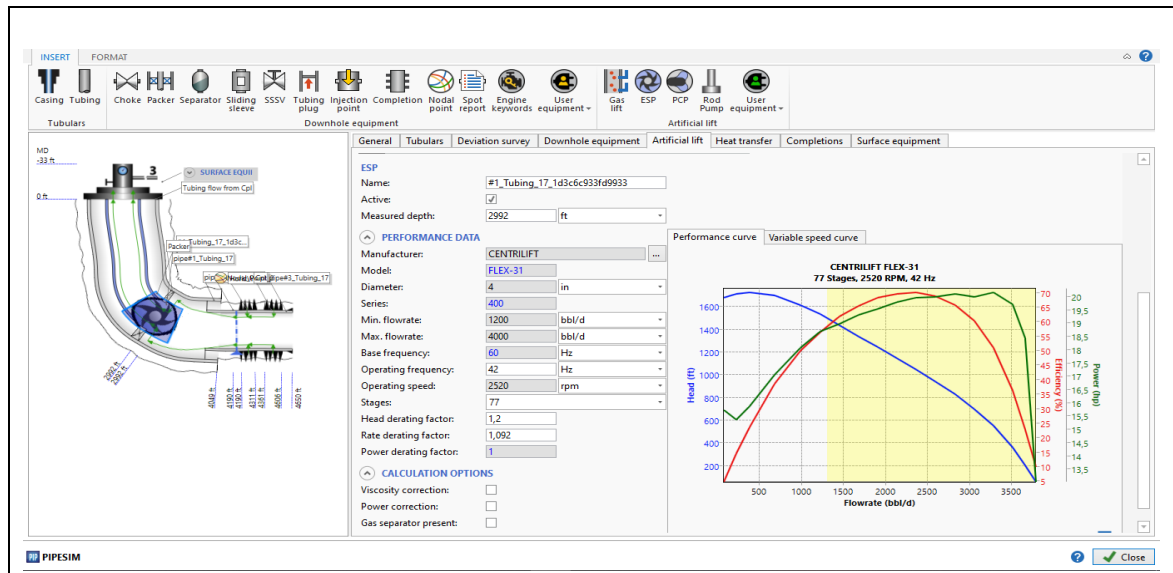 INSERT FORMAT
Casing Tubing Choke Packer Separator Sliding sleeve SSSV Tubing plug Injection point Completion Nodal point Spot report Engine keywords User equipment Gas lift ESP PCP Rod Pump User equipment
Tubulars Downhole equipment Artificial lift
General Tubulars Deviation survey Downhole equipment Artificial lift Heat transfer Completions Surface equipment
MD
-33 ft
3
SURFACE EQUII
Tubing flow from Cpl
0 ft
Tubing_17_1d3c...
Packer
pipe#1_Tubing_17
pipe#3_Tubing_17
2992 ft
2992 ft
4049 ft
4190 ft
4190 ft
4311 ft
4361 ft
4606 ft
4650 ft
ESP
Name: #1_Tubing_17_1d3c6c933fd9933
Active:
Measured depth: 2992 ft
PERFORMANCE DATA
Manufacturer: CENTRILIFT ...
Model: FLEX-31
Diameter: 4 in
Series: 400
Min. flowrate: 1200 bbl/d
Max. flowrate: 4000 bbl/d
Base frequency: 60 Hz
Operating frequency: 42 Hz
Operating speed: 2520 rpm
Stages: 77
Head derating factor: 1,2
Rate derating factor: 1,092
Power derating factor: 1
CALCULATION OPTIONS
Viscosity correction:
Power correction:
Gas separator present:
Performance curve Variable speed curve
CENTRILIFT FLEX-31
77 Stages, 2520 RPM, 42 Hz
Head (ft)
1600
1400
1200
1000
800
600
400
200
70
65
60
55
50
45
40
35
30
25
20
15
10
5
Efficiency (%)
20
19,5
19
18,5
18
17,5
17
16,5
16
15,5
15
14,5
14
13,5
Power (hp)
500 1000 1500 2000 2500 3000 3500
Flowrate (bbl/d)
PIP PIPESIM
Close